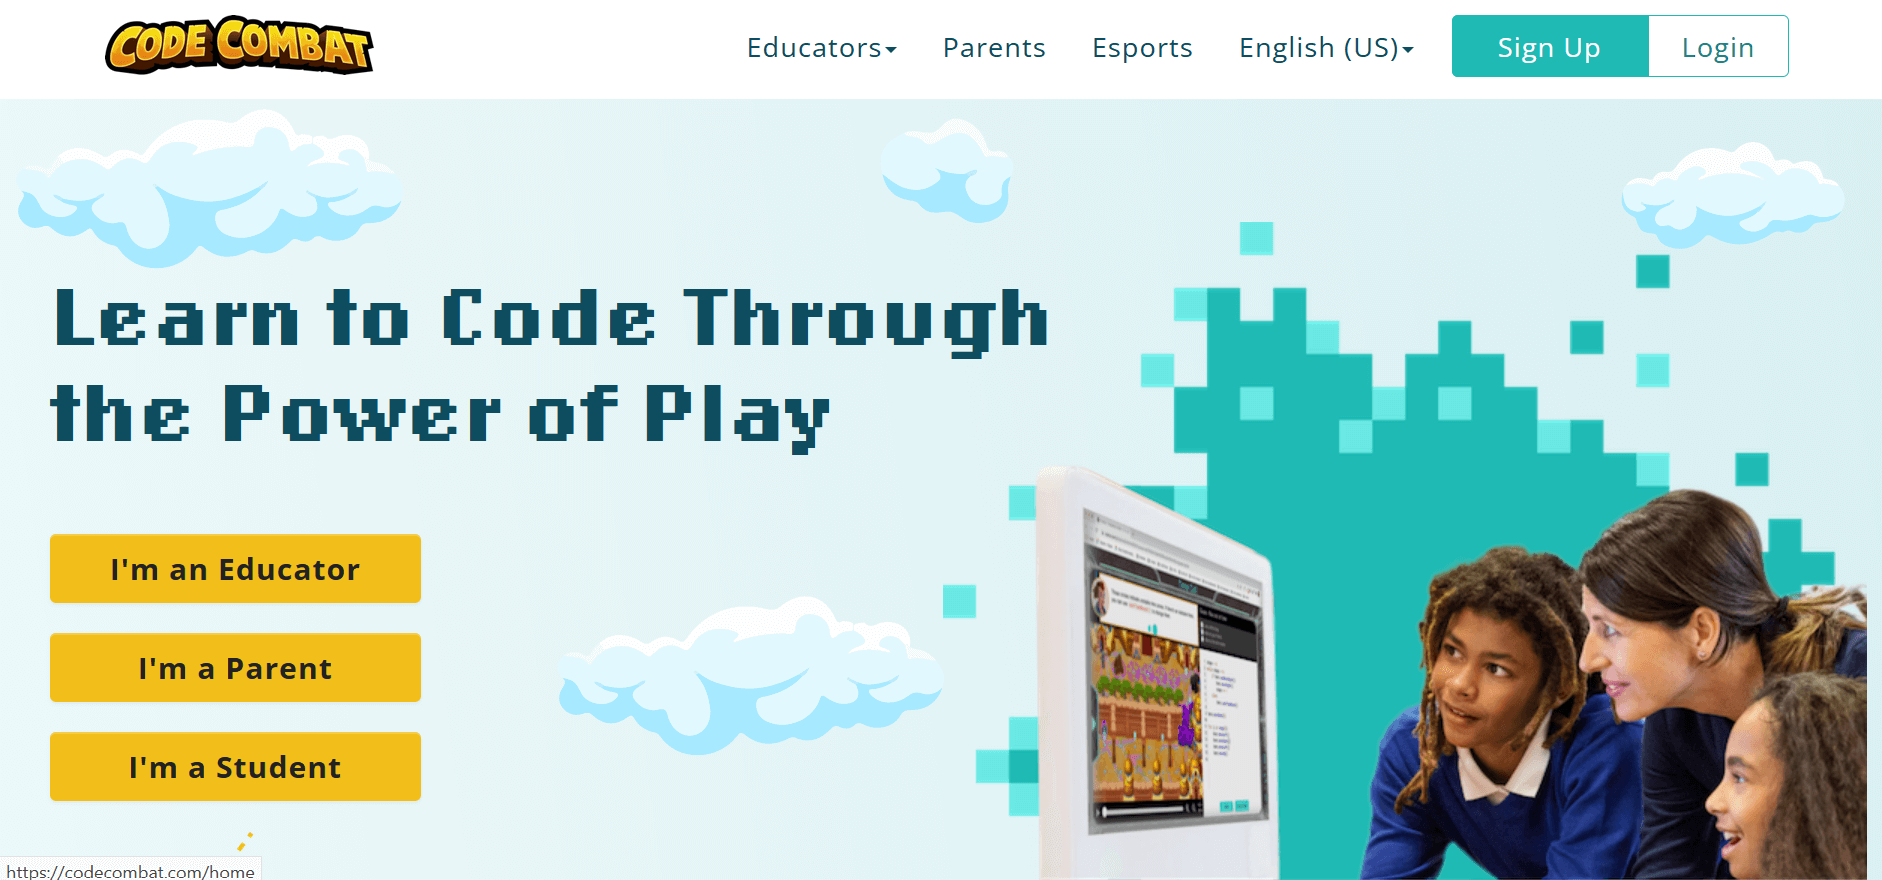 CODE COMBAT
Educators
Parents
Esports
English (US)
Sign Up
Login
Learn to Code Through
the Power of Play
I'm an Educator
I'm a Parent
I'm a Student
https://codecombat.com/home